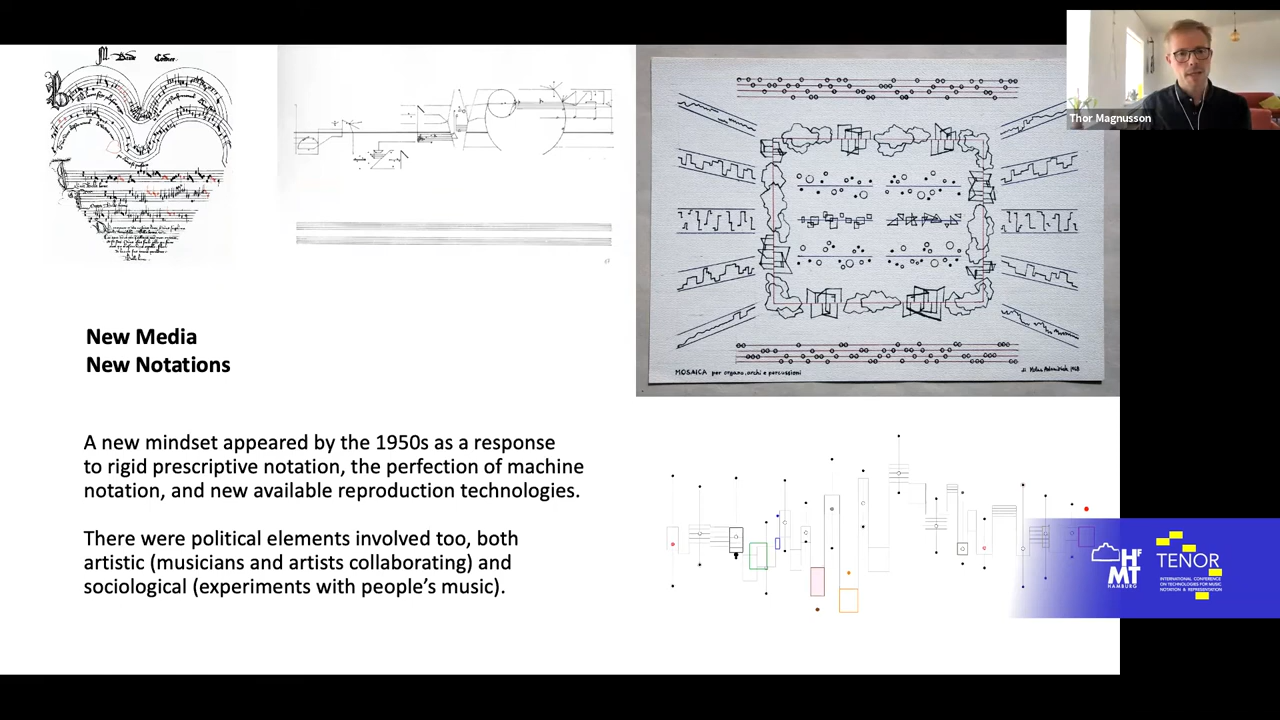 Thor Magnusson
New Media
New Notations
MOSAICA per organo, archi e percussioni
A new mindset appeared by the 1950s as a response
to rigid prescriptive notation, the perfection of machine
notation, and new available reproduction technologies.
There were political elements involved too, both
artistic (musicians and artists collaborating) and
sociological (experiments with people’s music).
HfMT
HAMBURG
TENOR
INTERNATIONAL CONFERENCE
ON TECHNOLOGIES FOR MUSIC
NOTATION & REPRESENTATION